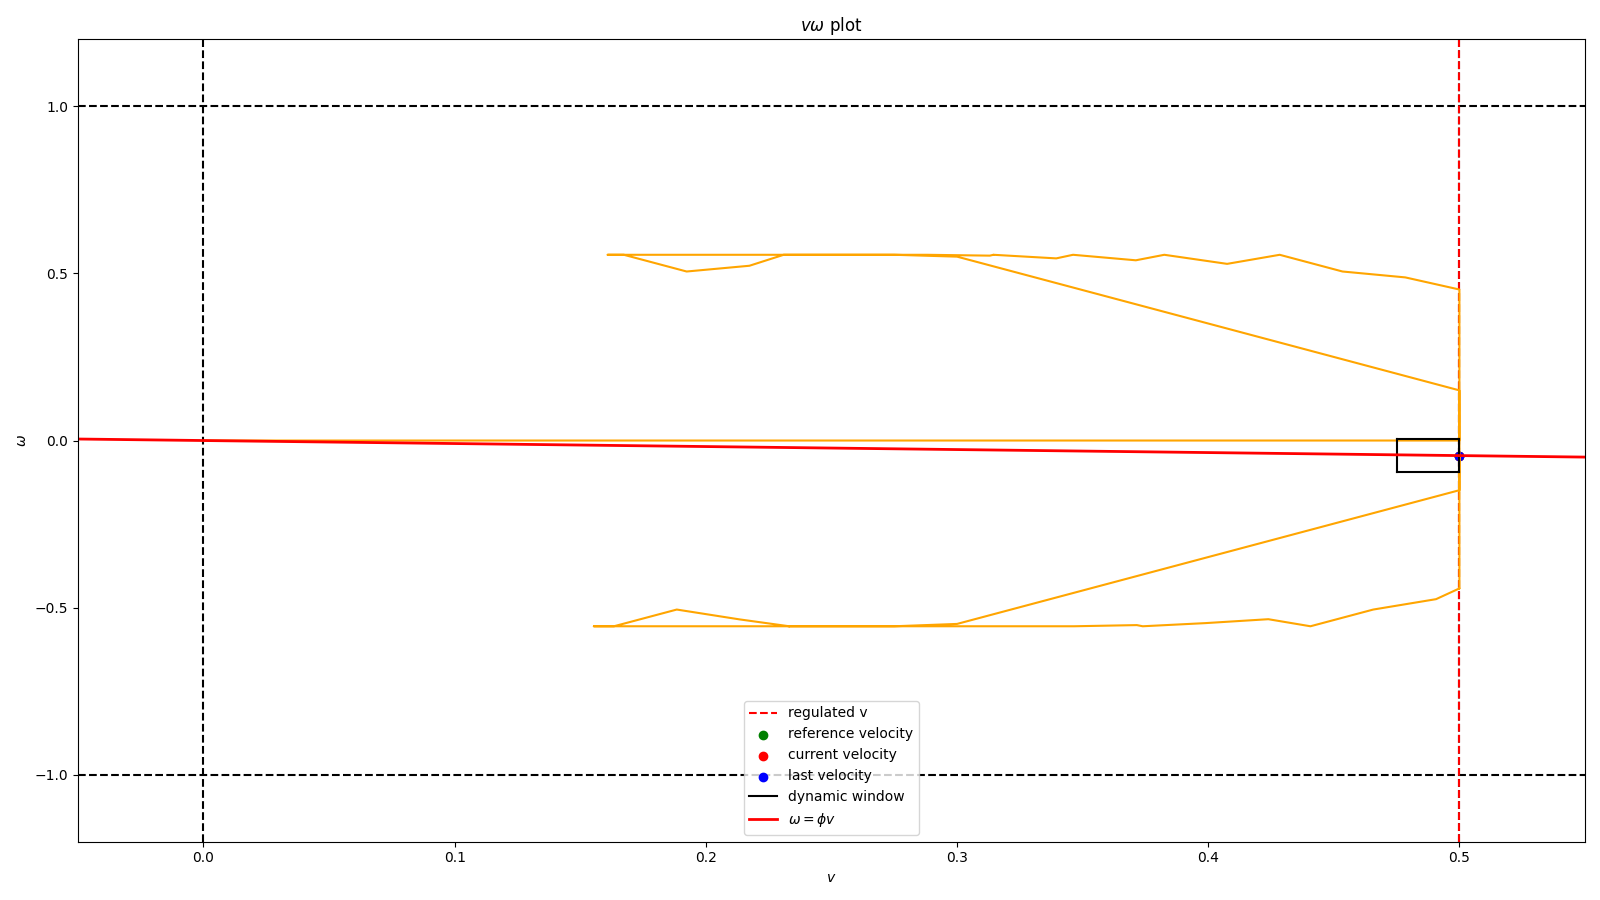 vω plot
1.0
0.5
0.0
−0.5
−1.0
ω
0.0
0.1
0.2
0.3
0.4
0.5
v
regulated v
reference velocity
current velocity
last velocity
dynamic window
ω = ϕv